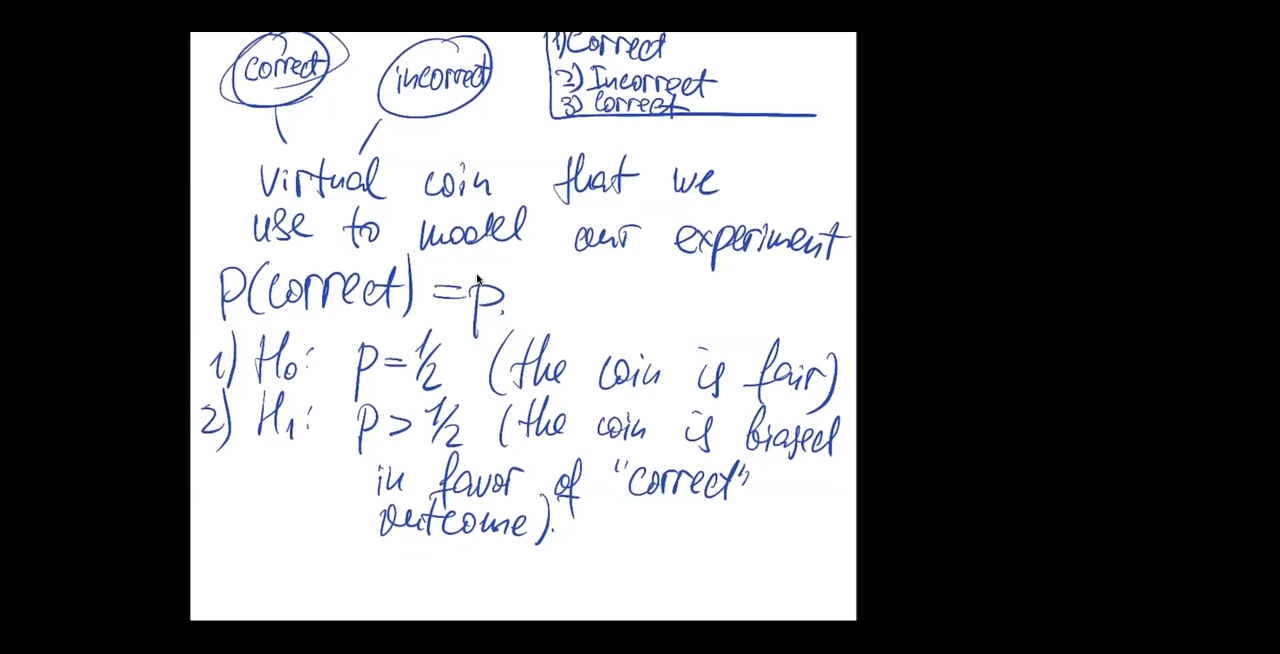 correct incorrect
1) Correct
2) Incorrect
3) Correct
virtual coin that we
use to model our experiment
P(correct) = p.
1) H₀: p = 1/2 (the coin is fair)
2) H₁: p > 1/2 (the coin is biased
in favor of "correct"
outcome).